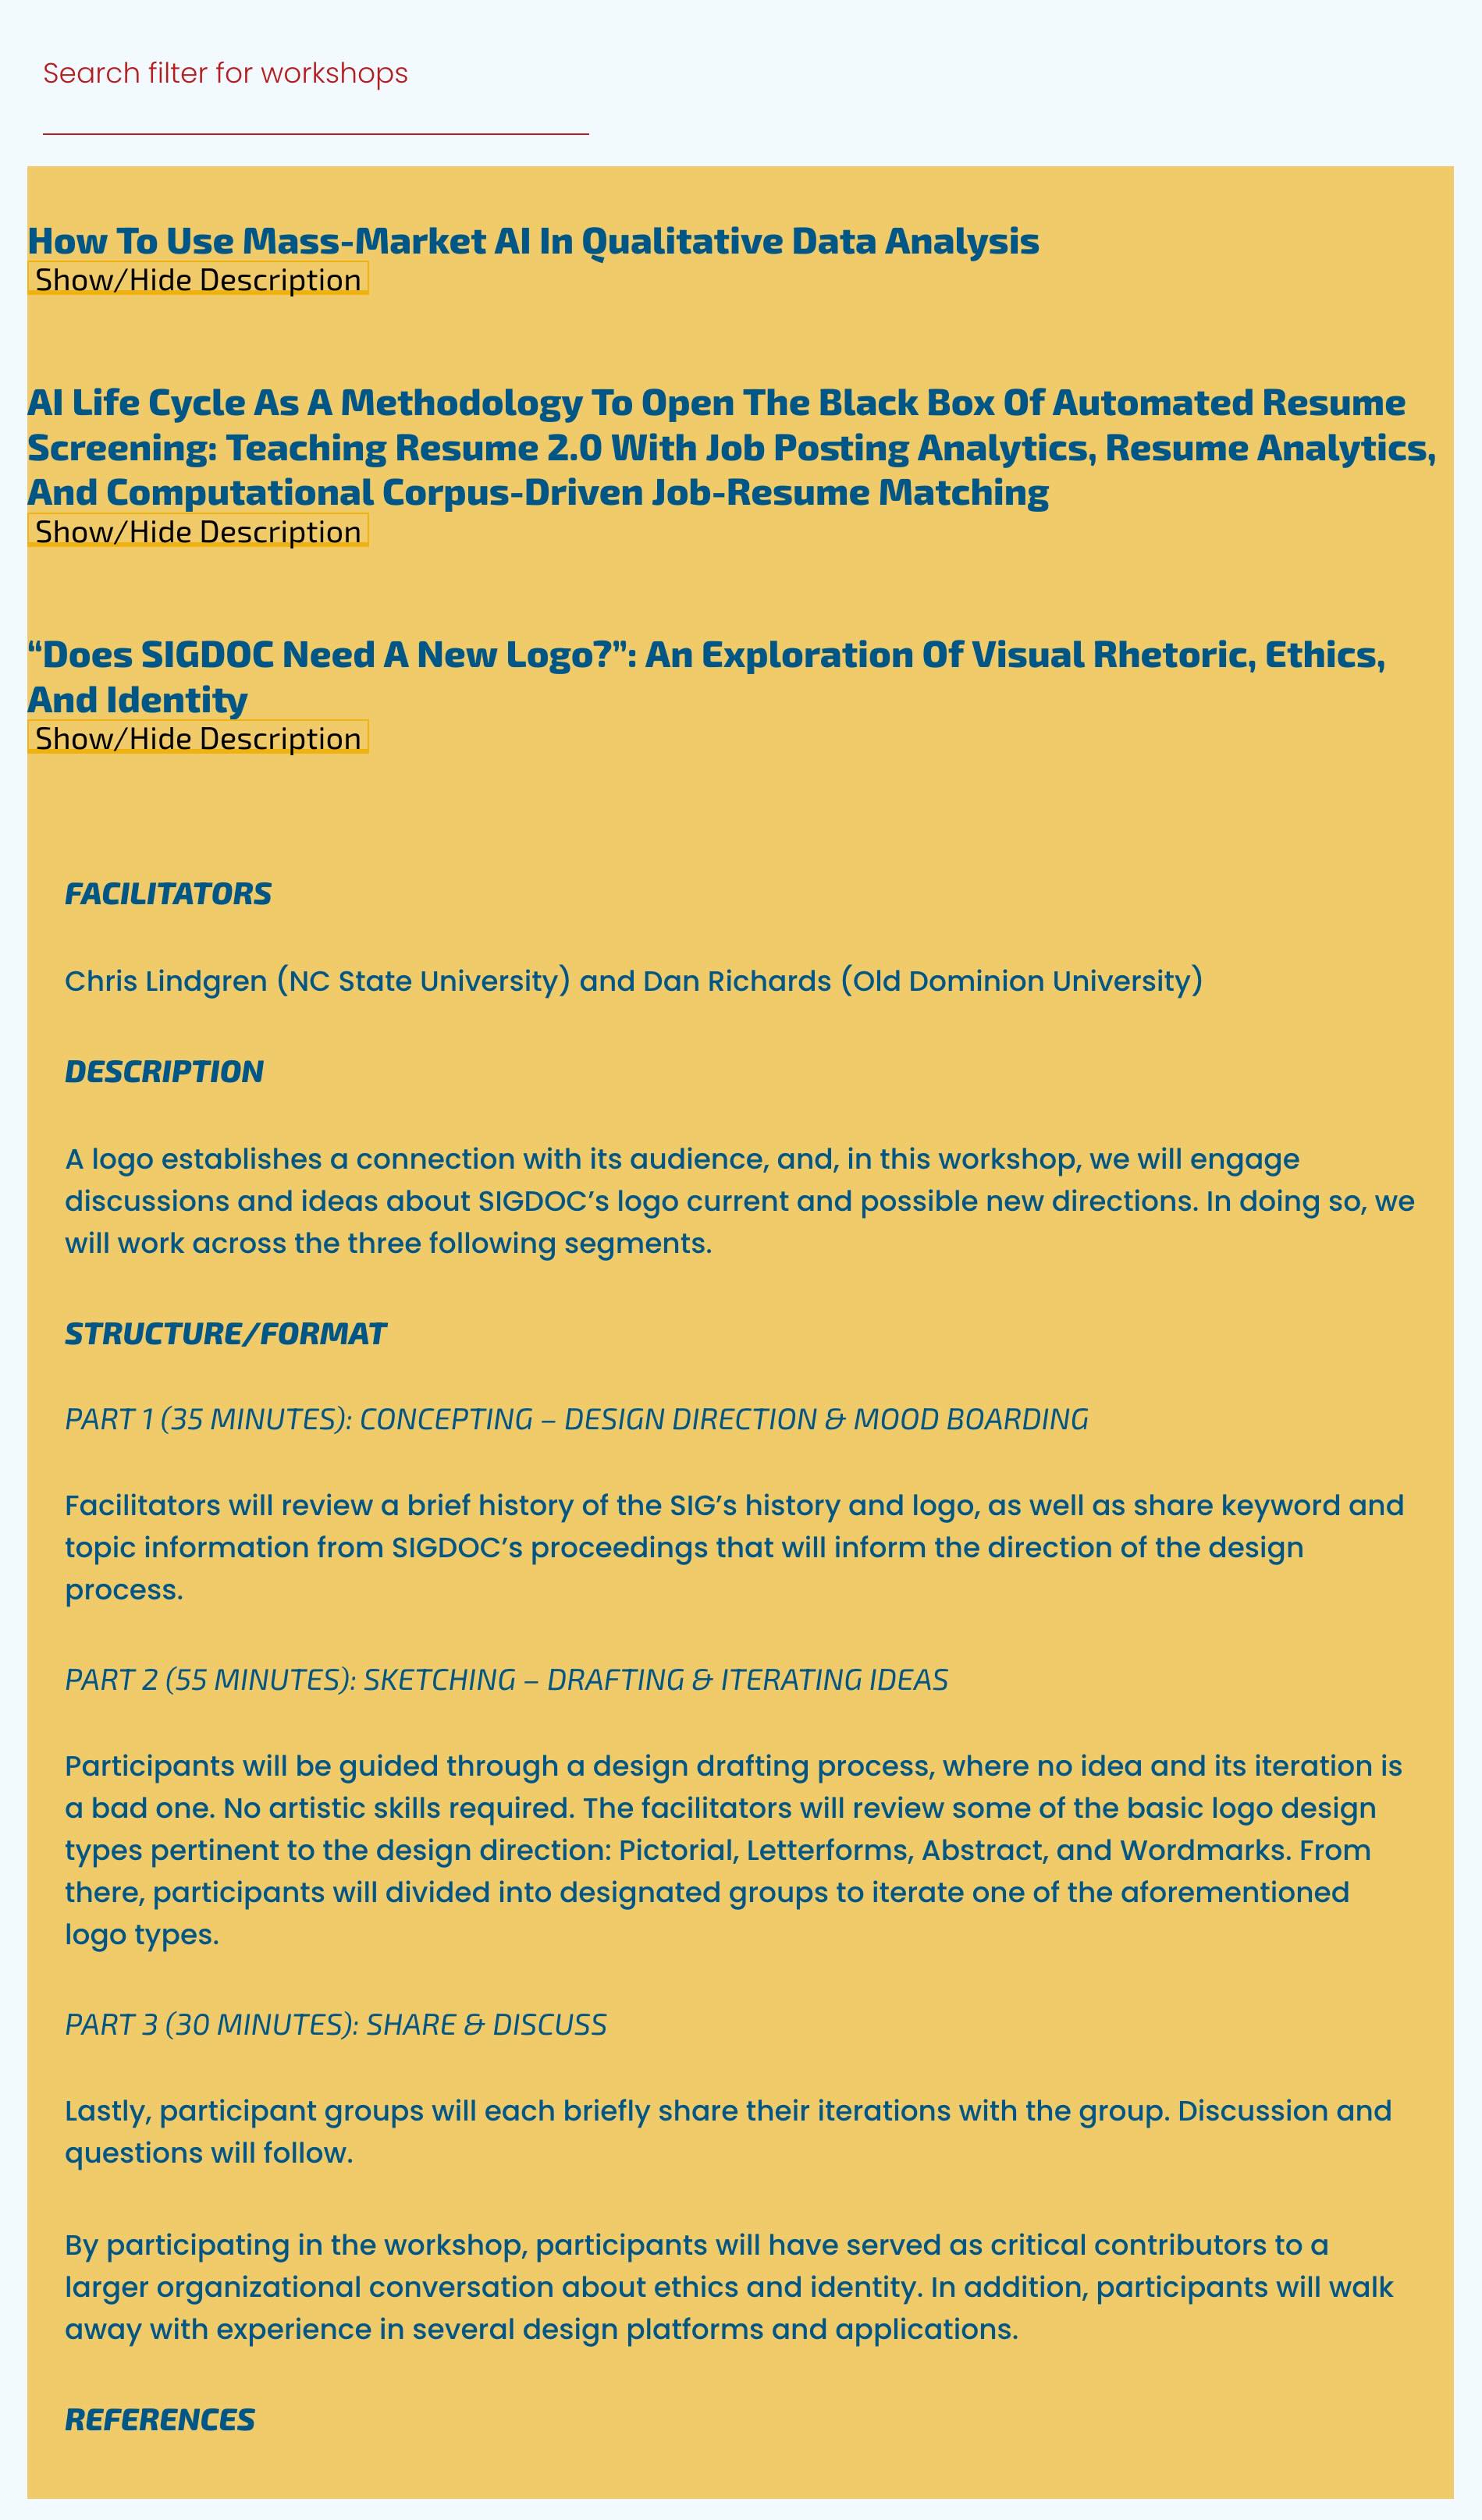 Search filter for workshops
How To Use Mass-Market AI In Qualitative Data Analysis
Show/Hide Description
AI Life Cycle As A Methodology To Open The Black Box Of Automated Resume
Screening: Teaching Resume 2.0 With Job Posting Analytics, Resume Analytics,
And Computational Corpus-Driven Job-Resume Matching
Show/Hide Description
“Does SIGDOC Need A New Logo?”: An Exploration Of Visual Rhetoric, Ethics,
And Identity
Show/Hide Description
FACILITATORS
Chris Lindgren (NC State University) and Dan Richards (Old Dominion University)
DESCRIPTION
A logo establishes a connection with its audience, and, in this workshop, we will engage
discussions and ideas about SIGDOC’s logo current and possible new directions. In doing so, we
will work across the three following segments.
STRUCTURE/FORMAT
PART 1 (35 MINUTES): CONCEPTING – DESIGN DIRECTION & MOOD BOARDING
Facilitators will review a brief history of the SIG’s history and logo, as well as share keyword and
topic information from SIGDOC’s proceedings that will inform the direction of the design
process.
PART 2 (55 MINUTES): SKETCHING – DRAFTING & ITERATING IDEAS
Participants will be guided through a design drafting process, where no idea and its iteration is
a bad one. No artistic skills required. The facilitators will review some of the basic logo design
types pertinent to the design direction: Pictorial, Letterforms, Abstract, and Wordmarks. From
there, participants will divided into designated groups to iterate one of the aforementioned
logo types.
PART 3 (30 MINUTES): SHARE & DISCUSS
Lastly, participant groups will each briefly share their iterations with the group. Discussion and
questions will follow.
By participating in the workshop, participants will have served as critical contributors to a
larger organizational conversation about ethics and identity. In addition, participants will walk
away with experience in several design platforms and applications.
REFERENCES